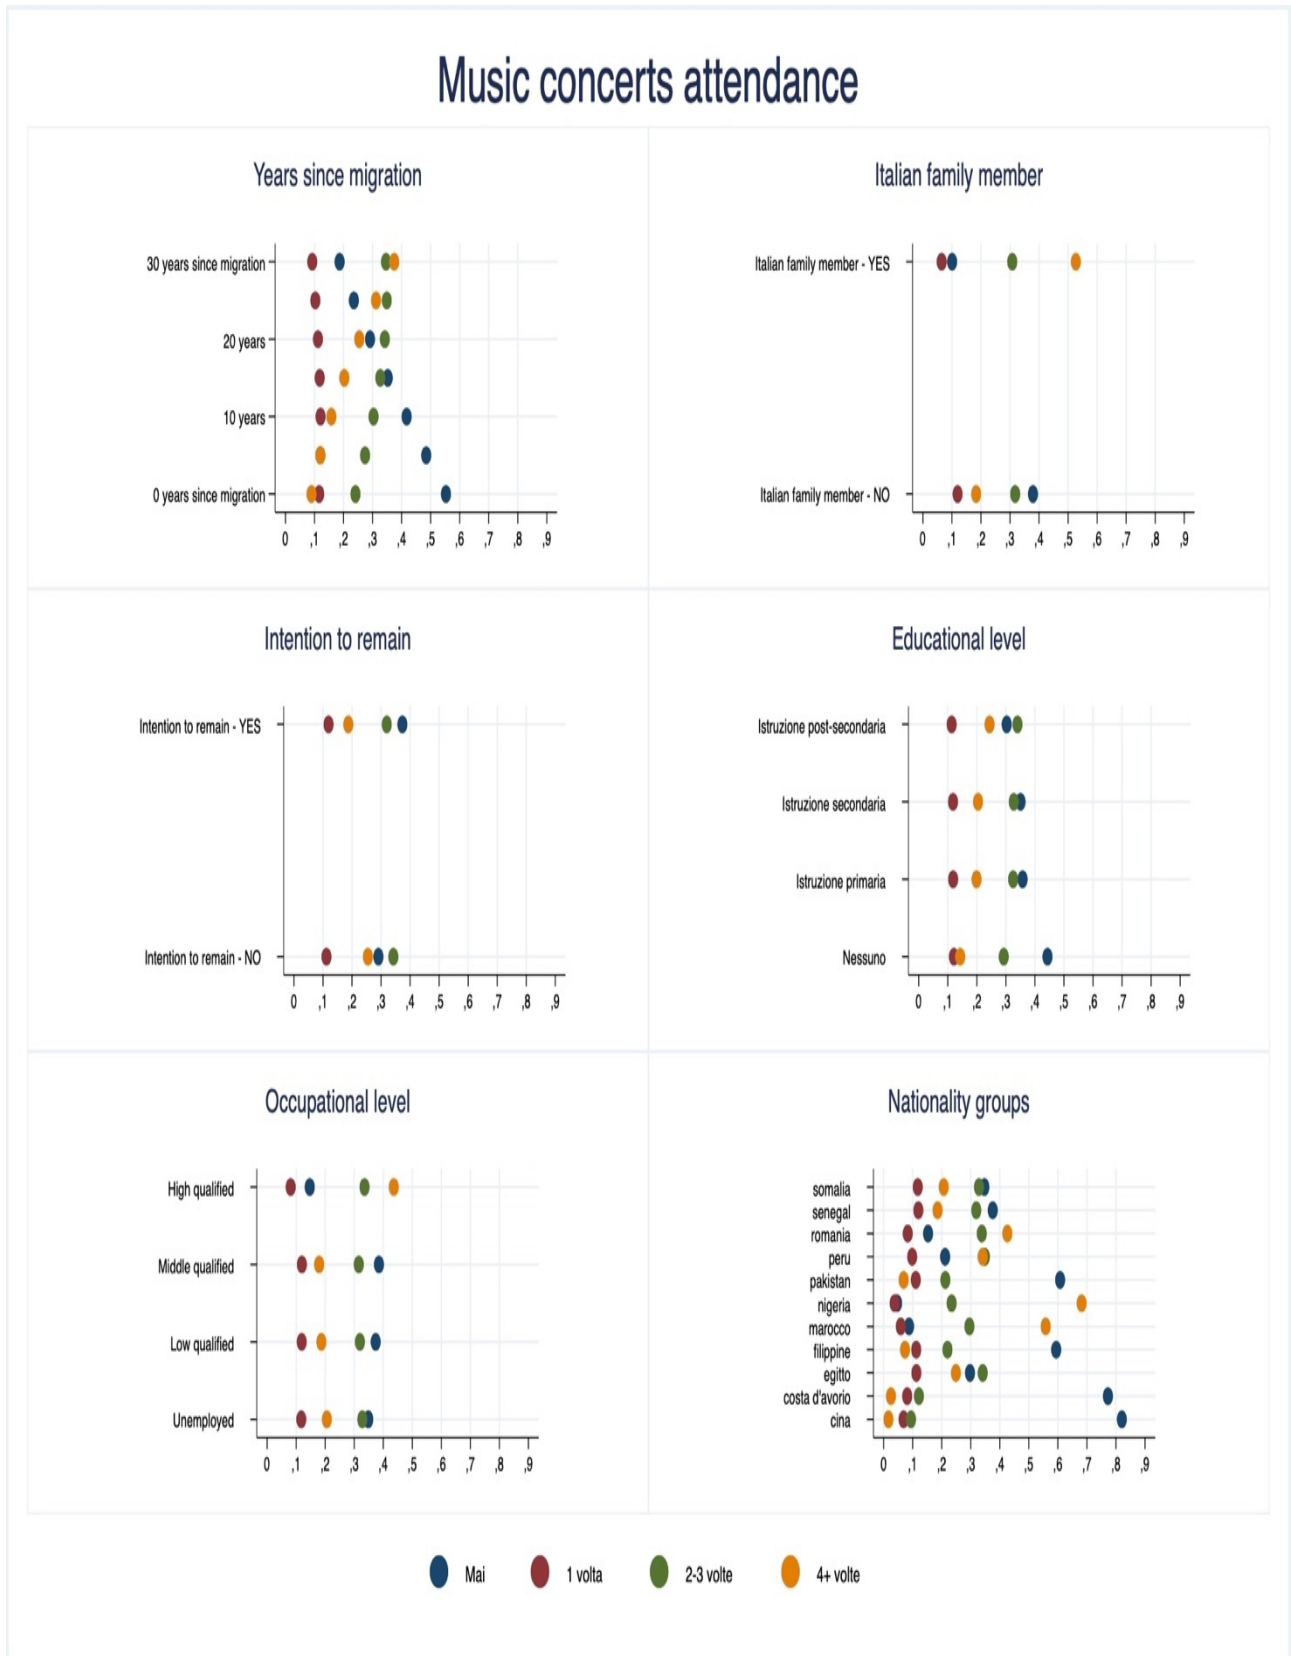 Music concerts attendance
Years since migration
30 years since migration
20 years
10 years
0 years since migration
0 ,1 ,2 ,3 ,4 ,5 ,6 ,7 ,8 ,9
Italian family member
Italian family member - YES
Italian family member - NO
0 ,1 ,2 ,3 ,4 ,5 ,6 ,7 ,8 ,9
Intention to remain
Intention to remain - YES
Intention to remain - NO
0 ,1 ,2 ,3 ,4 ,5 ,6 ,7 ,8 ,9
Educational level
Istruzione post-secondaria
Istruzione secondaria
Istruzione primaria
Nessuno
0 ,1 ,2 ,3 ,4 ,5 ,6 ,7 ,8 ,9
Occupational level
High qualified
Middle qualified
Low qualified
Unemployed
0 ,1 ,2 ,3 ,4 ,5 ,6 ,7 ,8 ,9
Nationality groups
somalia
senegal
romania
peru
pakistan
nigeria
marocco
filippine
egitto
costa d'avorio
cina
0 ,1 ,2 ,3 ,4 ,5 ,6 ,7 ,8 ,9
Mai 1 volta 2-3 volte 4+ volte